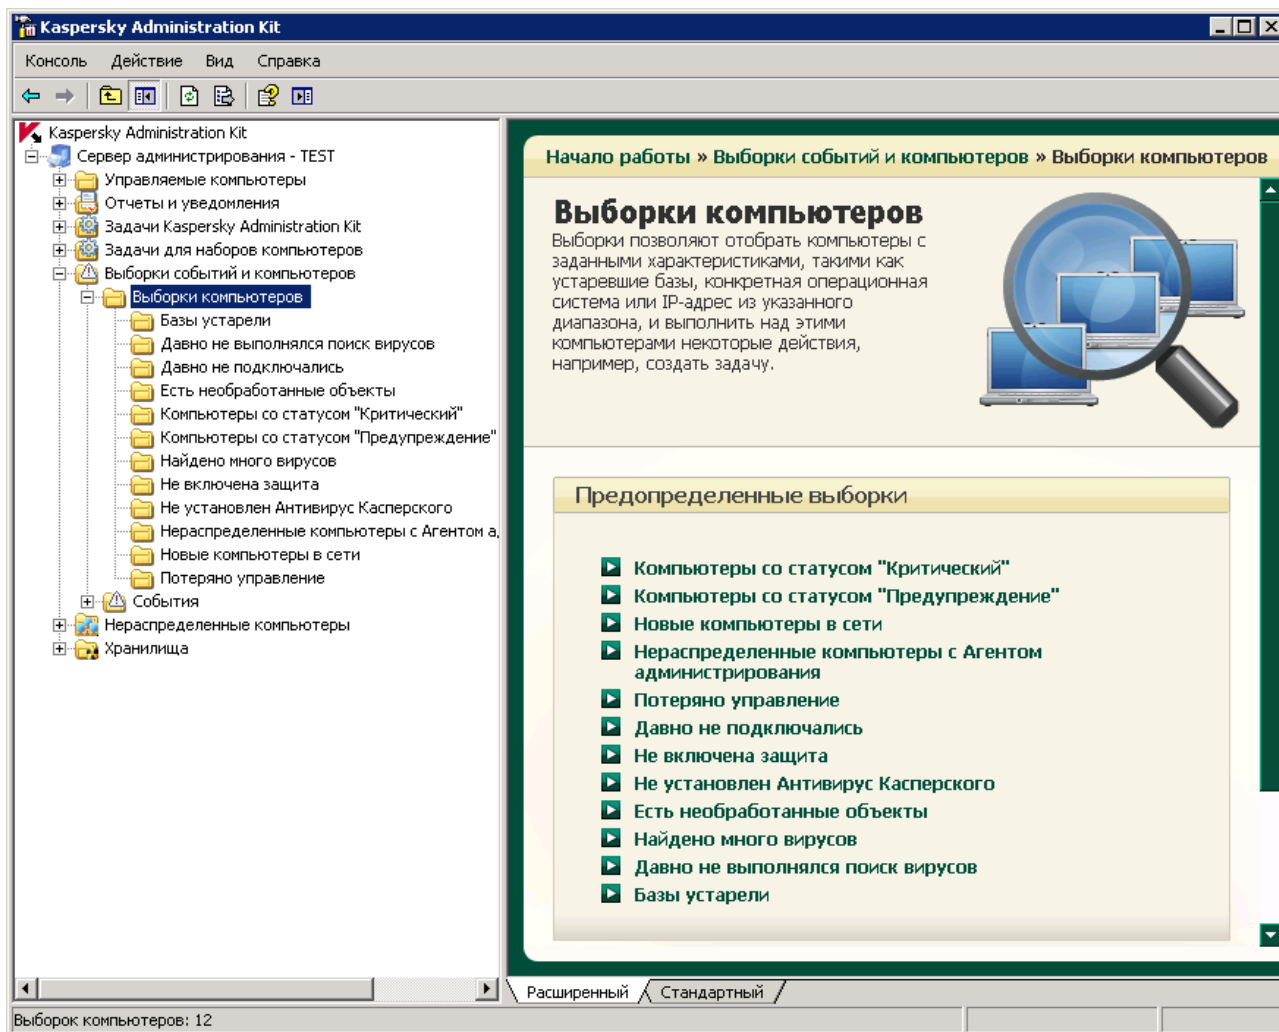 Kaspersky Administration Kit
Консоль Действие Вид Справка
Kaspersky Administration Kit
Сервер администрирования - TEST
Управляемые компьютеры
Отчеты и уведомления
Задачи Kaspersky Administration Kit
Задачи для наборов компьютеров
Выборки событий и компьютеров
Выборки компьютеров
Базы устарели
Давно не выполнялся поиск вирусов
Давно не подключались
Есть необработанные объекты
Компьютеры со статусом "Критический"
Компьютеры со статусом "Предупреждение"
Найдено много вирусов
Не включена защита
Не установлен Антивирус Касперского
Нераспределенные компьютеры с Агентом а
Новые компьютеры в сети
Потеряно управление
События
Нераспределенные компьютеры
Хранилища
Начало работы » Выборки событий и компьютеров » Выборки компьютеров
Выборки компьютеров
Выборки позволяют отобрать компьютеры с
заданными характеристиками, такими как
устаревшие базы, конкретная операционная
система или IP-адрес из указанного
диапазона, и выполнить над этими
компьютерами некоторые действия,
например, создать задачу.
Предопределенные выборки
Компьютеры со статусом "Критический"
Компьютеры со статусом "Предупреждение"
Новые компьютеры в сети
Нераспределенные компьютеры с Агентом
администрирования
Потеряно управление
Давно не подключались
Не включена защита
Не установлен Антивирус Касперского
Есть необработанные объекты
Найдено много вирусов
Давно не выполнялся поиск вирусов
Базы устарели
Расширенный Стандартный
Выборок компьютеров: 12